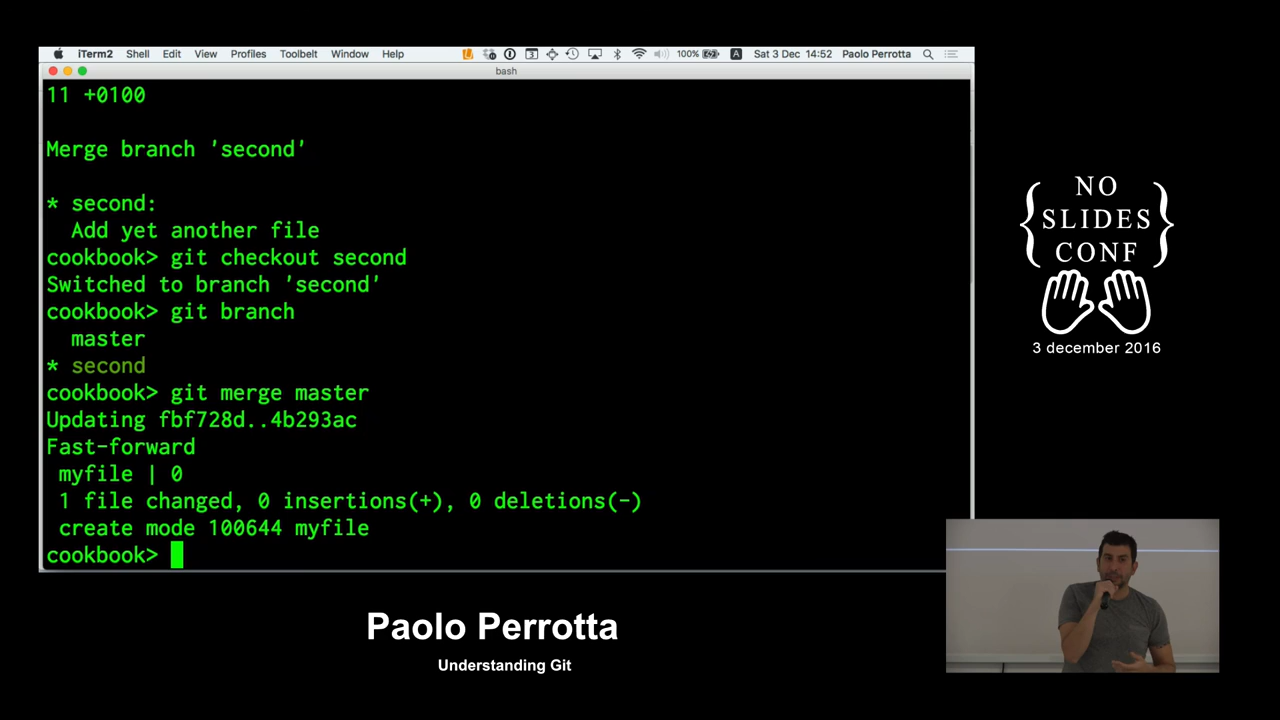 iTerm2 Shell Edit View Profiles Toolbelt Window Help 100% A Sat 3 Dec 14:52 Paolo Perrotta
bash
11 +0100
Merge branch 'second'
* second:
Add yet another file
cookbook> git checkout second
Switched to branch 'second'
cookbook> git branch
master
* second
cookbook> git merge master
Updating fbf728d..4b293ac
Fast-forward
myfile | 0
1 file changed, 0 insertions(+), 0 deletions(-)
create mode 100644 myfile
cookbook>
{ NO
SLIDES
CONF }
3 december 2016
Paolo Perrotta
Understanding Git